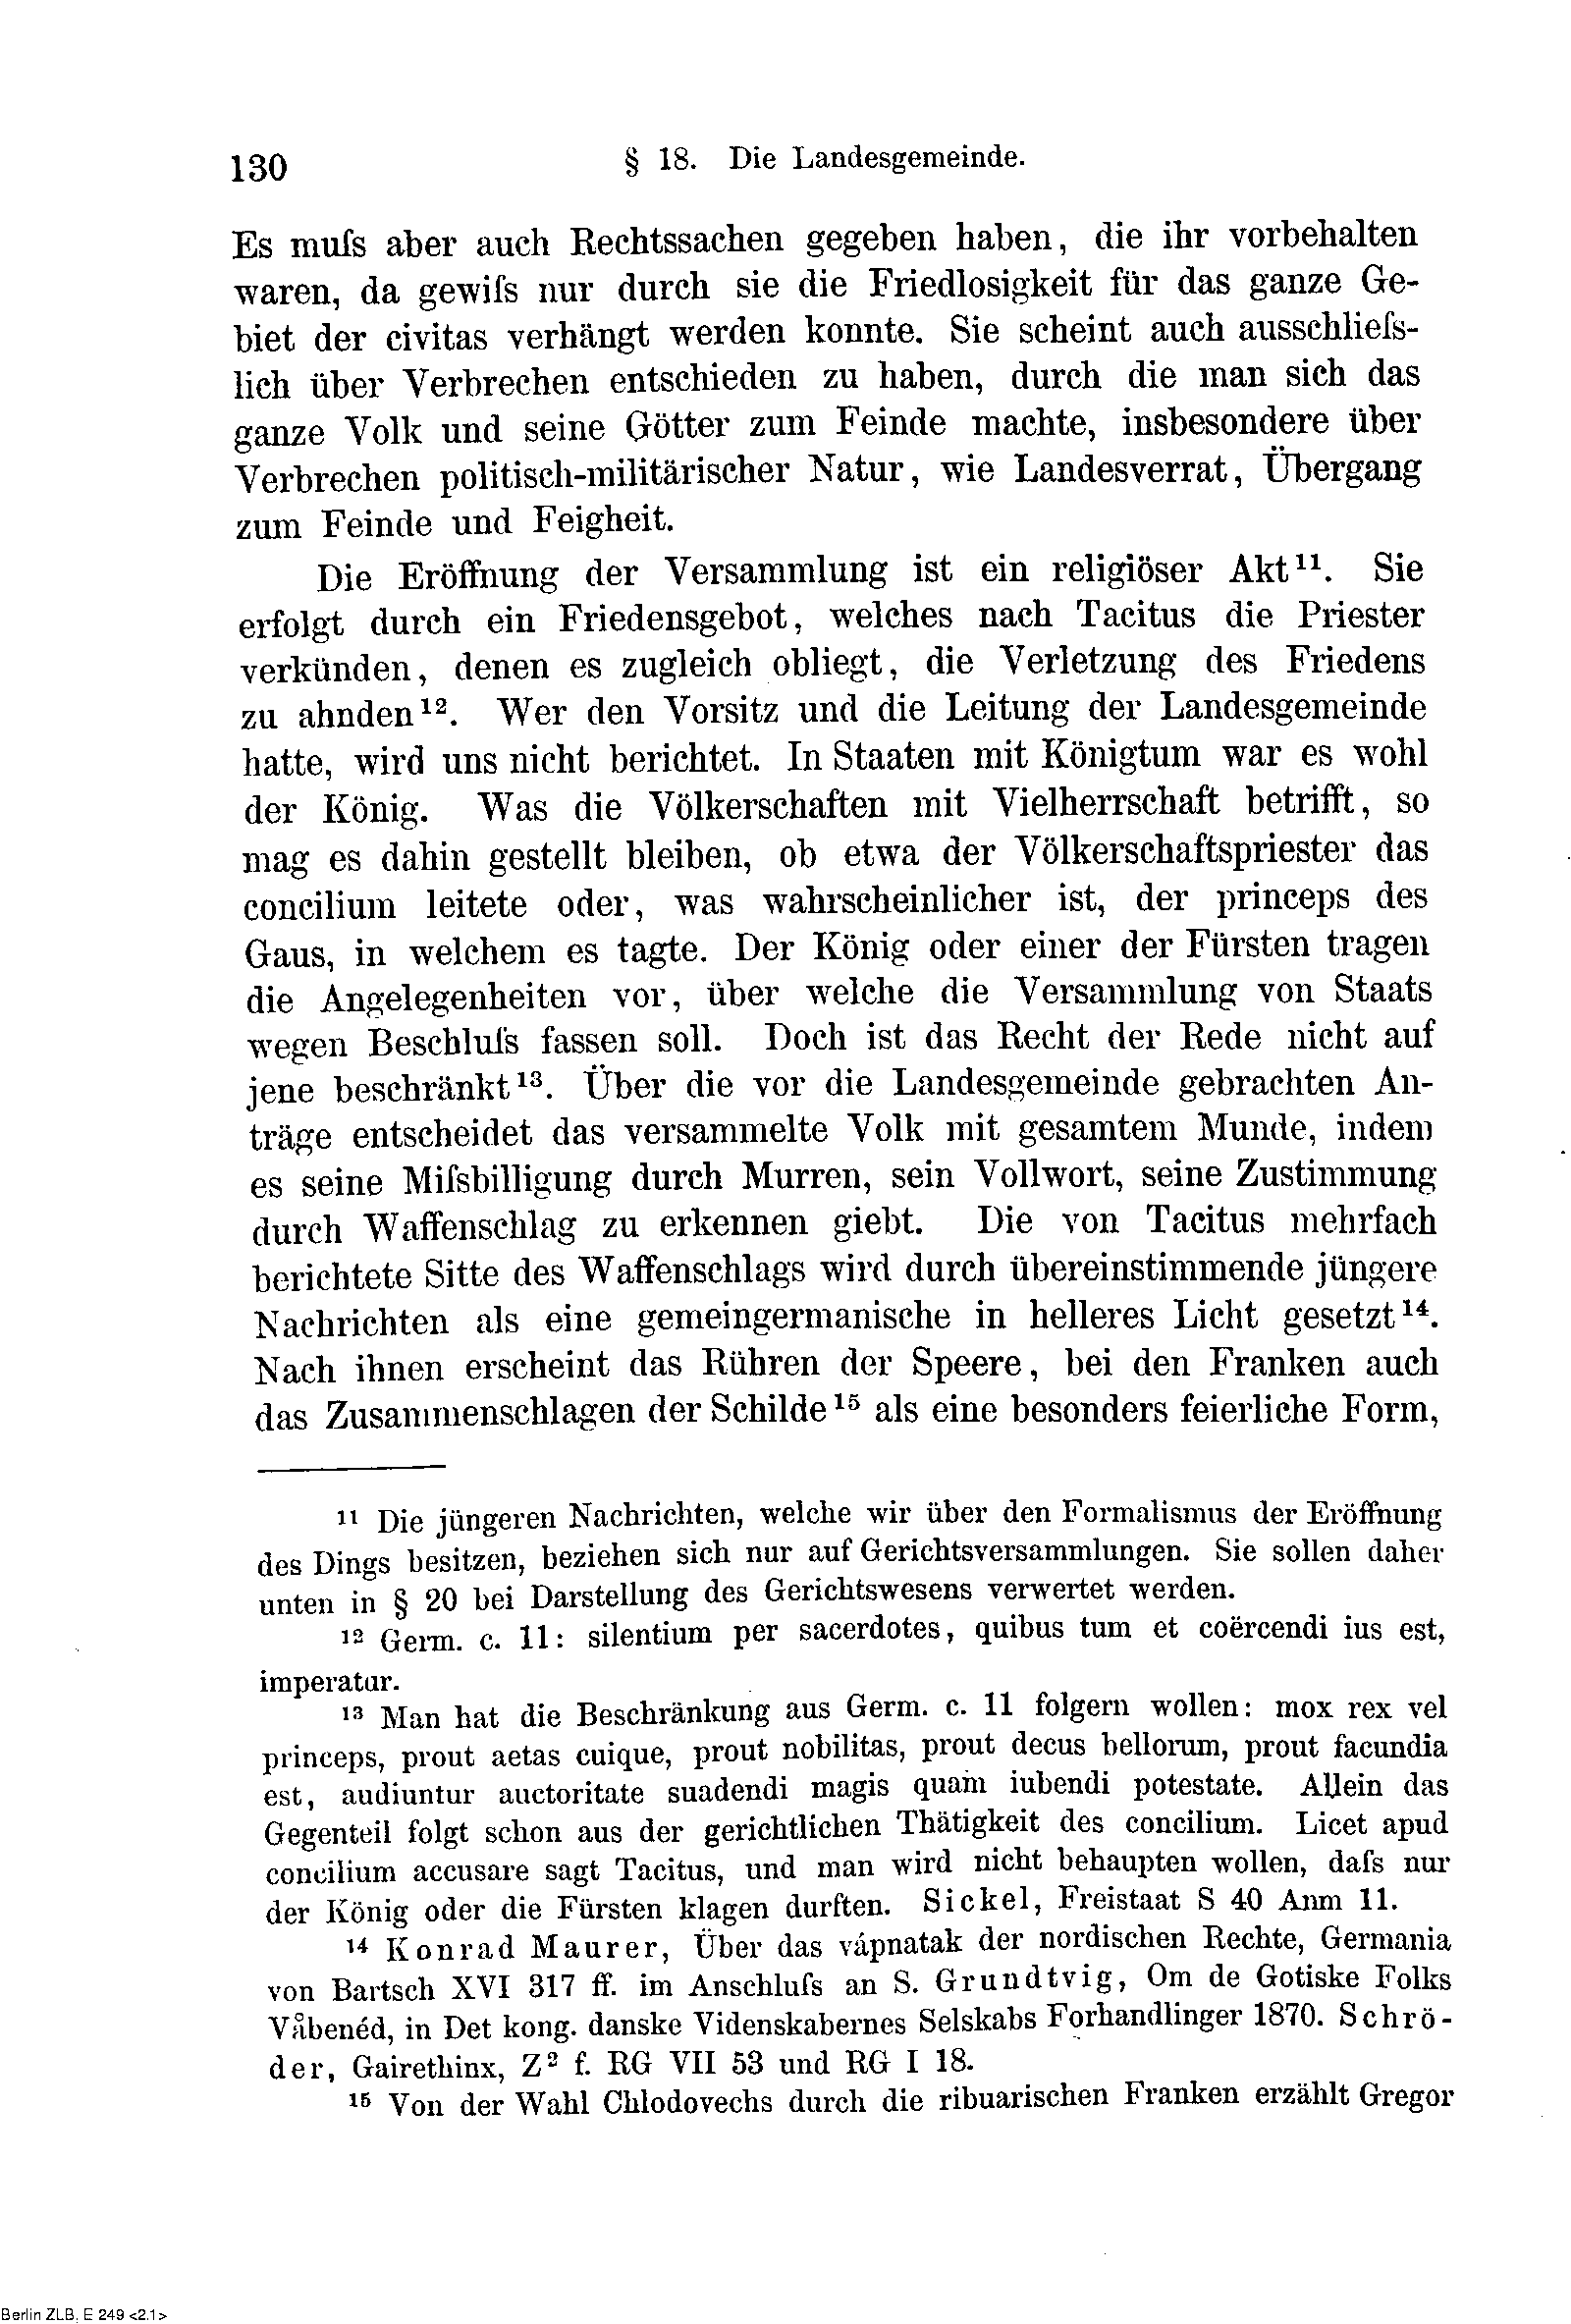 130
§ 18. Die Landesgemeinde.
Es muſs aber auch Rechtssachen gegeben haben, die ihr vorbehalten
waren, da gewiſs nur durch sie die Friedlosigkeit für das ganze Ge-
biet der civitas verhängt werden konnte. Sie scheint auch ausschlieſs-
lich über Verbrechen entschieden zu haben, durch die man sich das
ganze Volk und seine Götter zum Feinde machte, insbesondere über
Verbrechen politisch-militärischer Natur, wie Landesverrat, Übergang
zum Feinde und Feigheit.
Die Eröffnung der Versammlung ist ein religiöser Akt¹¹. Sie
erfolgt durch ein Friedensgebot, welches nach Tacitus die Priester
verkünden, denen es zugleich obliegt, die Verletzung des Friedens
zu ahnden¹². Wer den Vorsitz und die Leitung der Landesgemeinde
hatte, wird uns nicht berichtet. In Staaten mit Königtum war es wohl
der König. Was die Völkerschaften mit Vielherrschaft betrifft, so
mag es dahin gestellt bleiben, ob etwa der Völkerschaftspriester das
concilium leitete oder, was wahrscheinlicher ist, der princeps des
Gaus, in welchem es tagte. Der König oder einer der Fürsten tragen
die Angelegenheiten vor, über welche die Versammlung von Staats
wegen Beschluſs fassen soll. Doch ist das Recht der Rede nicht auf
jene beschränkt¹³. Über die vor die Landesgemeinde gebrachten An-
träge entscheidet das versammelte Volk mit gesamtem Munde, indem
es seine Miſsbilligung durch Murren, sein Vollwort, seine Zustimmung
durch Waffenschlag zu erkennen giebt. Die von Tacitus mehrfach
berichtete Sitte des Waffenschlags wird durch übereinstimmende jüngere
Nachrichten als eine gemeingermanische in helleres Licht gesetzt¹⁴.
Nach ihnen erscheint das Rühren der Speere, bei den Franken auch
das Zusammenschlagen der Schilde¹⁵ als eine besonders feierliche Form,
¹¹ Die jüngeren Nachrichten, welche wir über den Formalismus der Eröffnung
des Dings besitzen, beziehen sich nur auf Gerichtsversammlungen. Sie sollen daher
unten in § 20 bei Darstellung des Gerichtswesens verwertet werden.
¹² Germ. c. 11: silentium per sacerdotes, quibus tum et coërcendi ius est,
imperatur.
¹³ Man hat die Beschränkung aus Germ. c. 11 folgern wollen: mox rex vel
princeps, prout aetas cuique, prout nobilitas, prout decus bellorum, prout facundia
est, audiuntur auctoritate suadendi magis quam iubendi potestate. Allein das
Gegenteil folgt schon aus der gerichtlichen Thätigkeit des concilium. Licet apud
concilium accusare sagt Tacitus, und man wird nicht behaupten wollen, daſs nur
der König oder die Fürsten klagen durften. Sickel, Freistaat S 40 Anm 11.
¹⁴ Konrad Maurer, Über das vápnatak der nordischen Rechte, Germania
von Bartsch XVI 317 ff. im Anschluſs an S. Grundtvig, Om de Gotiske Folks
Våbenéd, in Det kong. danske Videnskabernes Selskabs Forhandlinger 1870. Schrö-
der, Gairethinx, Z² f. RG VII 53 und RG I 18.
¹⁵ Von der Wahl Chlodovechs durch die ribuarischen Franken erzählt Gregor
Berlin ZLB, E 249 <2.1>